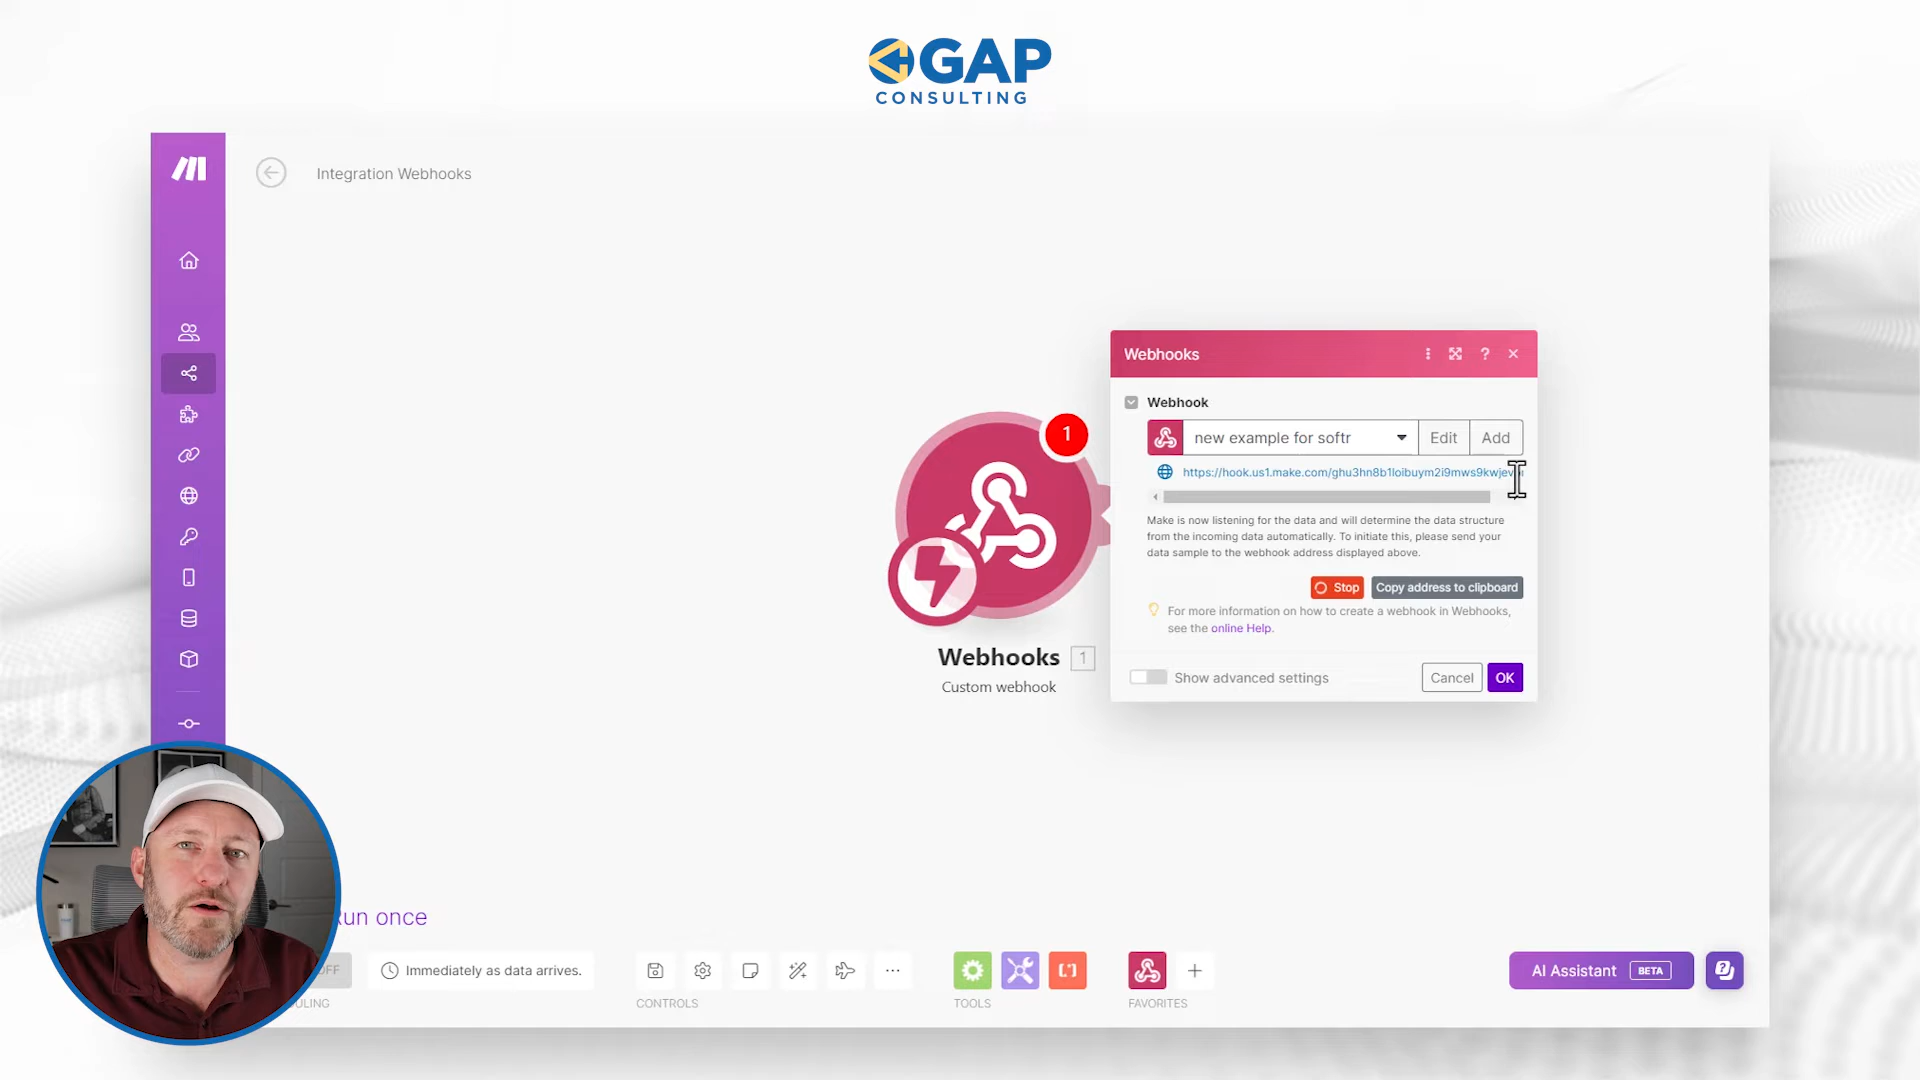 GAP
CONSULTING
Integration Webhooks
Webhooks
Webhook
new example for softr
Edit
Add
https://hook.us1.make.com/ghu3hn8b1loibuym2i9mws9kwjev
Make is now listening for the data and will determine the data structure
from the incoming data automatically. To initiate this, please send your
data sample to the webhook address displayed above.
Stop
Copy address to clipboard
For more information on how to create a webhook in Webhooks,
see the online Help.
Show advanced settings
Cancel
OK
1
Webhooks 1
Custom webhook
Run once
OFF
Immediately as data arrives.
ULING
CONTROLS
TOOLS
FAVORITES
AI Assistant BETA